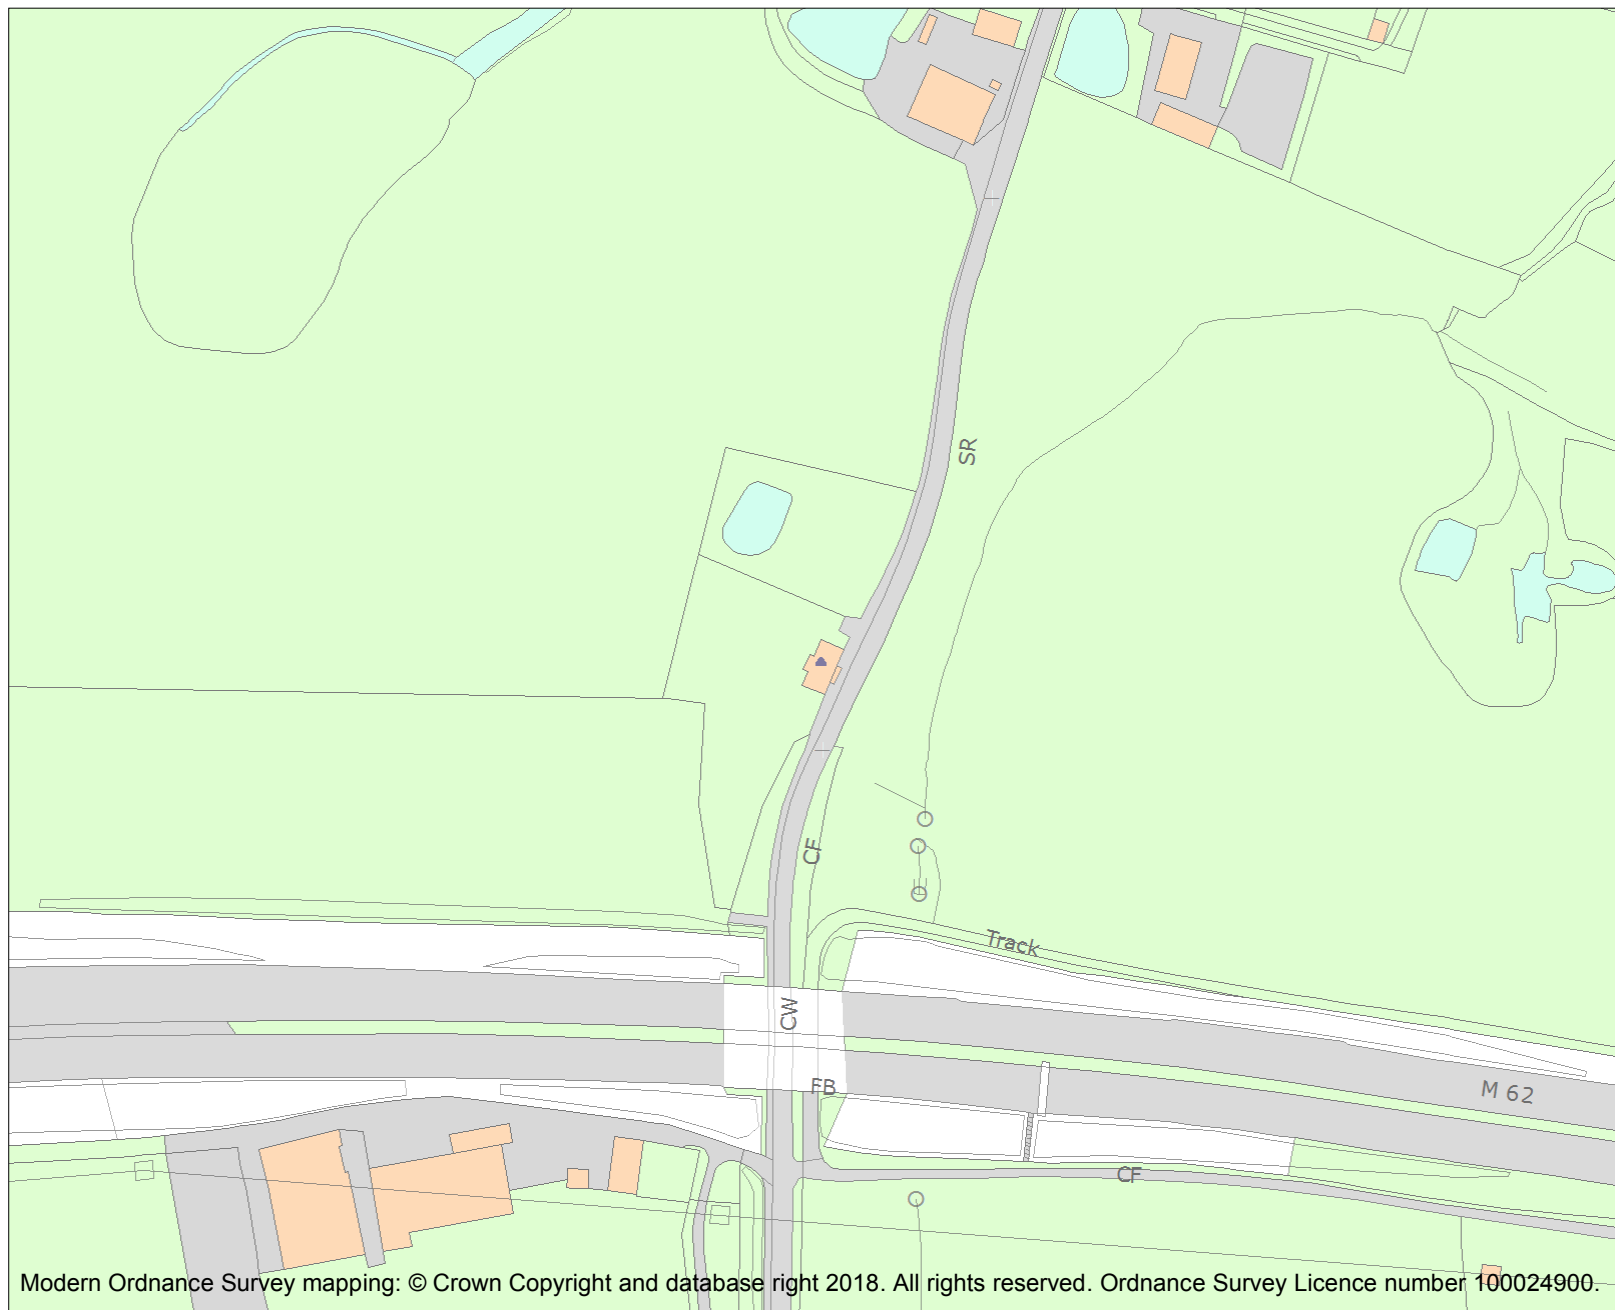 SR
CF
Track
CW
FB
M 62
CF
Modern Ordnance Survey mapping: © Crown Copyright and database right 2018. All rights reserved. Ordnance Survey Licence number 100024900.